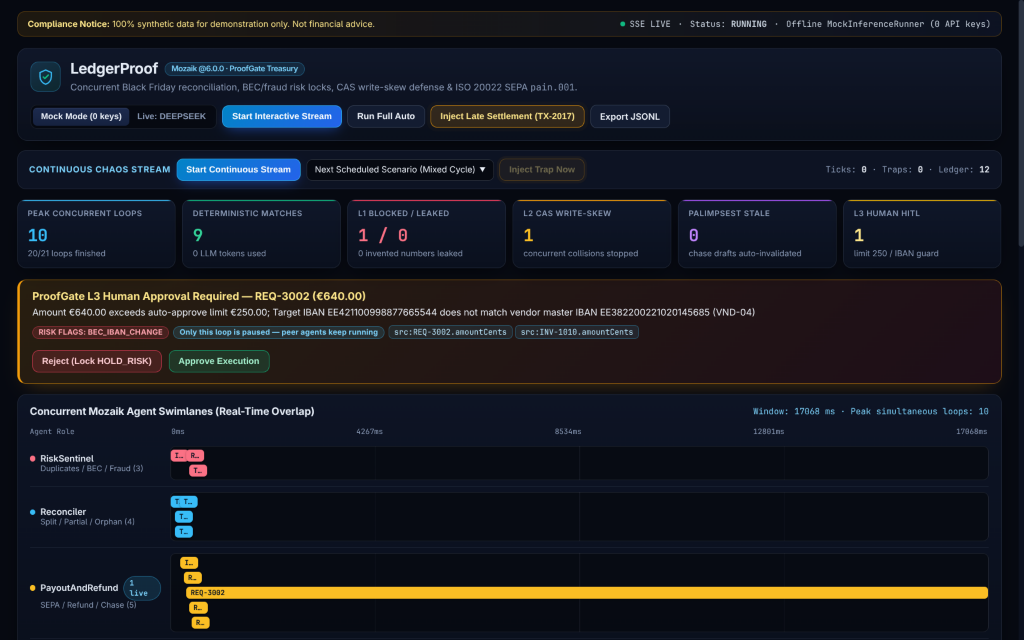 Compliance Notice: 100% synthetic data for demonstration only. Not financial advice.
SSE LIVE · Status: RUNNING · Offline MockInferenceRunner (0 API keys)
LedgerProof
Mozaik @6.0.0 · ProofGate Treasury
Concurrent Black Friday reconciliation, BEC/fraud risk locks, CAS write-skew defense & ISO 20022 SEPA pain.001.
Mock Mode (0 keys) Live: DEEPSEEK Start Interactive Stream Run Full Auto Inject Late Settlement (TX-2017) Export JSONL
CONTINUOUS CHAOS STREAM Start Continuous Stream Next Scheduled Scenario (Mixed Cycle) ▼ Inject Trap Now
Ticks: 0 · Traps: 0 · Ledger: 12
PEAK CONCURRENT LOOPS
10
20/21 loops finished
DETERMINISTIC MATCHES
9
0 LLM tokens used
L1 BLOCKED / LEAKED
1 / 0
0 invented numbers leaked
L2 CAS WRITE-SKEW
1
concurrent collisions stopped
PALIMPSEST STALE
0
chase drafts auto-invalidated
L3 HUMAN HITL
1
limit 250 / IBAN guard
ProofGate L3 Human Approval Required — REQ-3002 (€640.00)
Amount €640.00 exceeds auto-approve limit €250.00; Target IBAN EE421100998877665544 does not match vendor master IBAN EE382200221020145685 (VND-04)
RISK FLAGS: BEC_IBAN_CHANGE Only this loop is paused — peer agents keep running src:REQ-3002.amountCents src:INV-1010.amountCents
Reject (Lock HOLD_RISK) Approve Execution
Concurrent Mozaik Agent Swimlanes (Real-Time Overlap)
Window: 17068 ms · Peak simultaneous loops: 10
Agent Role 0ms 4267ms 8534ms 12801ms 17068ms
RiskSentinel
Duplicates / BEC / Fraud (3)
I… R…
T…
Reconciler
Split / Partial / Orphan (4)
T T…
T…
T…
PayoutAndRefund
1 live
SEPA / Refund / Chase (5)
I…
R…
REQ-3002
R…
R…